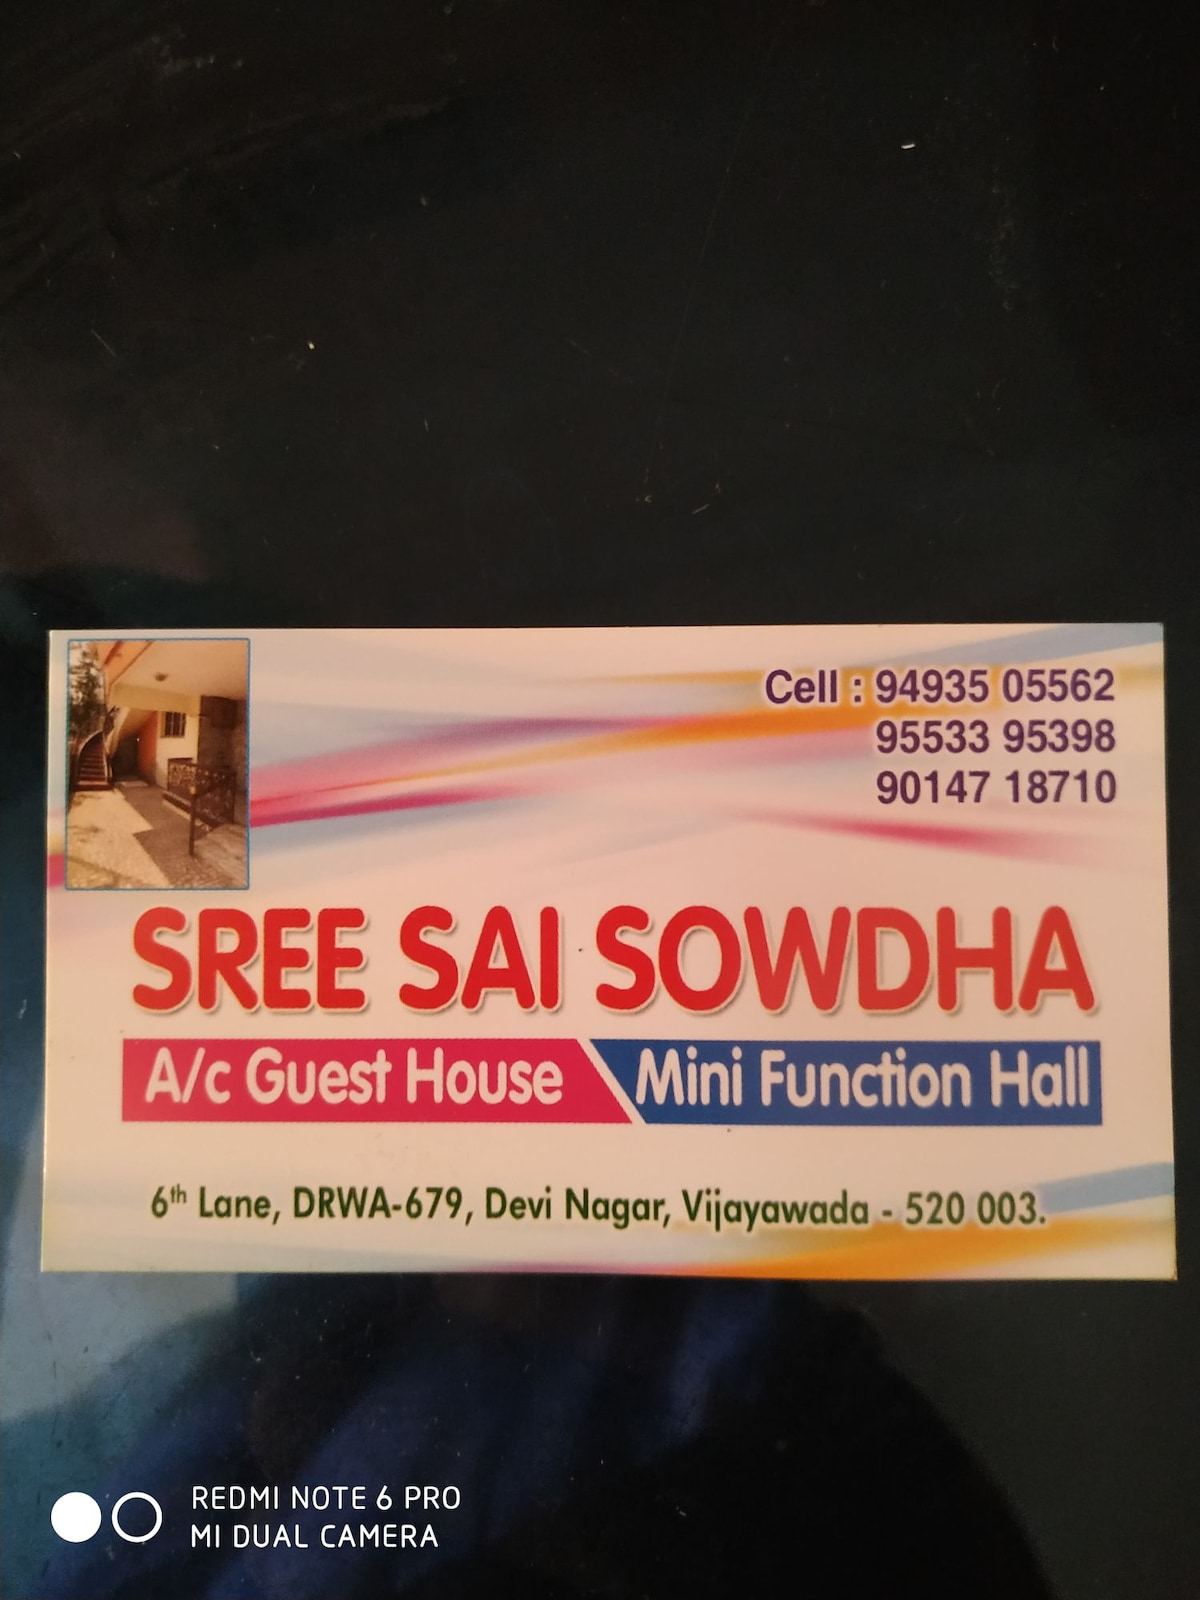 Cell : 94935 05562
95533 95398
90147 18710
SREE SAI SOWDHA
A/c Guest House Mini Function Hall
6th Lane, DRWA-679, Devi Nagar, Vijayawada - 520 003.
REDMI NOTE 6 PRO
MI DUAL CAMERA